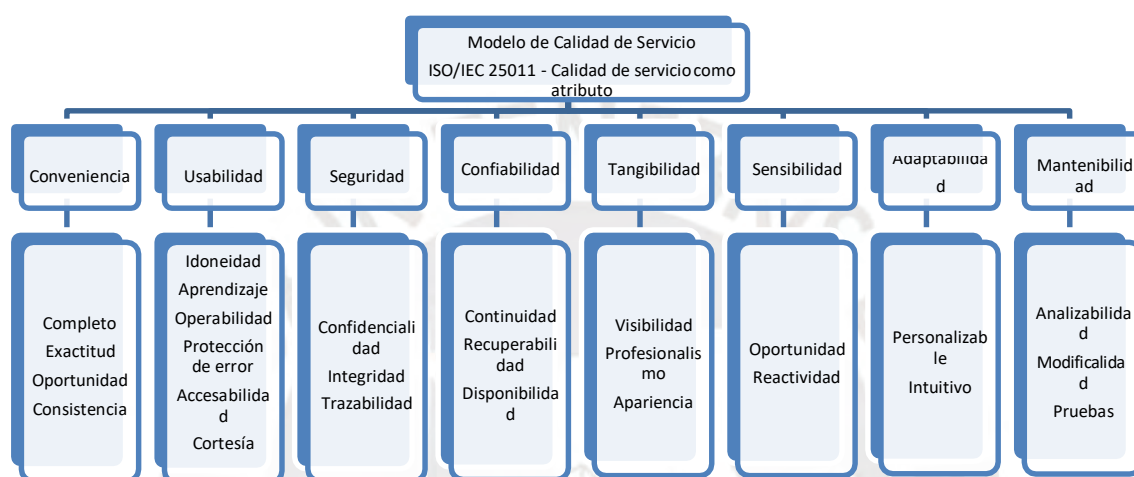 Modelo de Calidad de Servicio
ISO/IEC 25011 - Calidad de servicio como
atributo
Conveniencia
Usabilidad
Seguridad
Confiabilidad
Tangibilidad
Sensibilidad
Adaptabilida
d
Mantenibilid
ad
Completo
Exactitud
Oportunidad
Consistencia
Idoneidad
Aprendizaje
Operabilidad
Protección
de error
Accesabilida
d
Cortesía
Confidenciali
dad
Integridad
Trazabilidad
Continuidad
Recuperabili
dad
Disponibilida
d
Visibilidad
Profesionalis
mo
Apariencia
Oportunidad
Reactividad
Personalizab
le
Intuitivo
Analizabilida
d
Modificalida
d
Pruebas